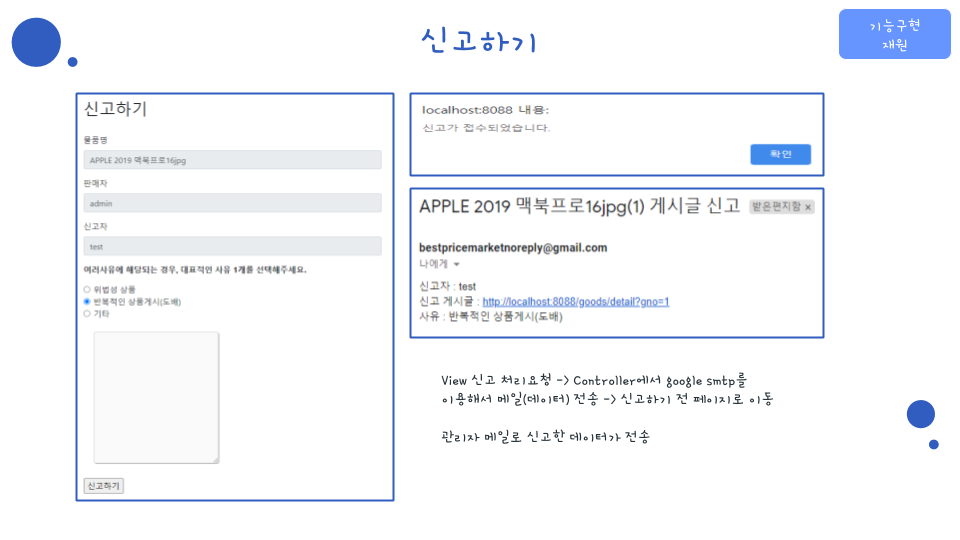 신고하기
기능구현
재원
신고하기
물품명
APPLE 2019 맥북프로16jpg
판매자
admin
신고자
test
여러사유에 해당되는 경우, 대표적인 사유 1개를 선택해주세요.
위법성 상품
반복적인 상품게시(도배)
기타
신고하기
localhost:8088 내용:
신고가 접수되었습니다.
확인
APPLE 2019 맥북프로16jpg(1) 게시글 신고 받은편지함 ×
bestpricemarketnoreply@gmail.com
나에게
신고자 : test
신고 게시글 : http://localhost:8088/goods/detail?gno=1
사유 : 반복적인 상품게시(도배)
View 신고 처리요청 -> Controller에서 google smtp를
이용해서 메일(데이터) 전송 -> 신고하기 전 페이지로 이동
관리자 메일로 신고한 데이터가 전송